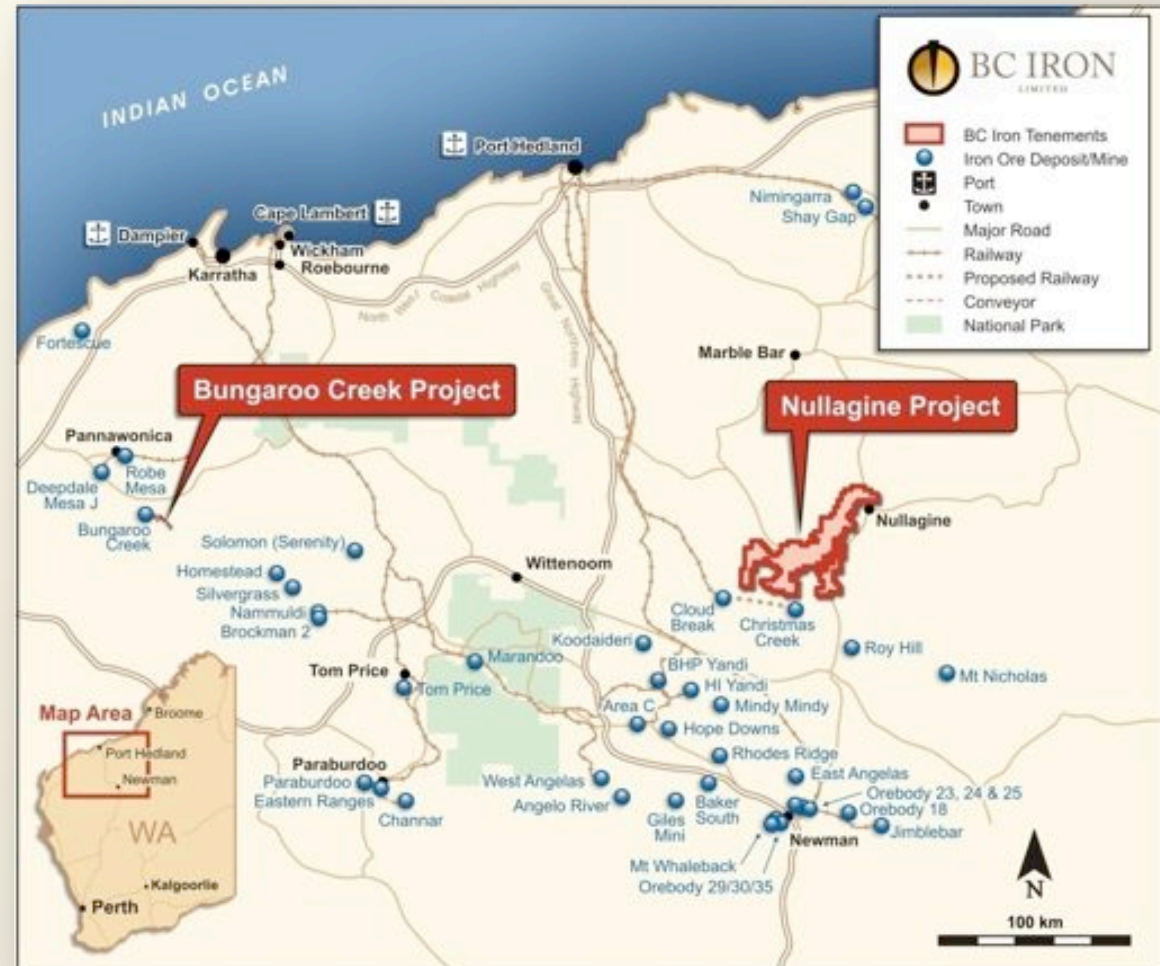 INDIAN OCEAN
BC IRON
LIMITED
BC Iron Tenements
Iron Ore Deposit/Mine
Port
Town
Major Road
Railway
Proposed Railway
Conveyor
National Park
Port Hedland
Nimingarra
Shay Gap
Cape Lambert
Dampier
Wickham
Karratha
Roebourne
North West Coastal Highway
Great Northern Highway
Fortescue
Marble Bar
Bungaroo Creek Project
Nullagine Project
Pannawonica
Robe
Mesa
Deepdale
Mesa J
Bungaroo
Creek
Nullagine
Solomon (Serenity)
Wittenoom
Homestead
Silvergrass
Nammuldi
Brockman 2
Cloud
Break
Christmas
Creek
Koodaideri
Roy Hill
Marandoo
BHP Yandi
Mt Nicholas
Tom Price
Tom Price
HI Yandi
Area C
Mindy Mindy
Hope Downs
Map Area
Broome
Port Hedland
Newman
WA
Kalgoorlie
Perth
Rhodes Ridge
Paraburdoo
Paraburdoo
Eastern Ranges
Channar
West Angelas
Angelo River
East Angelas
Orebody 23, 24 & 25
Orebody 18
Giles
Mini
Baker
South
Jimblebar
Newman
Mt Whaleback
Orebody 29/30/35
N
100 km